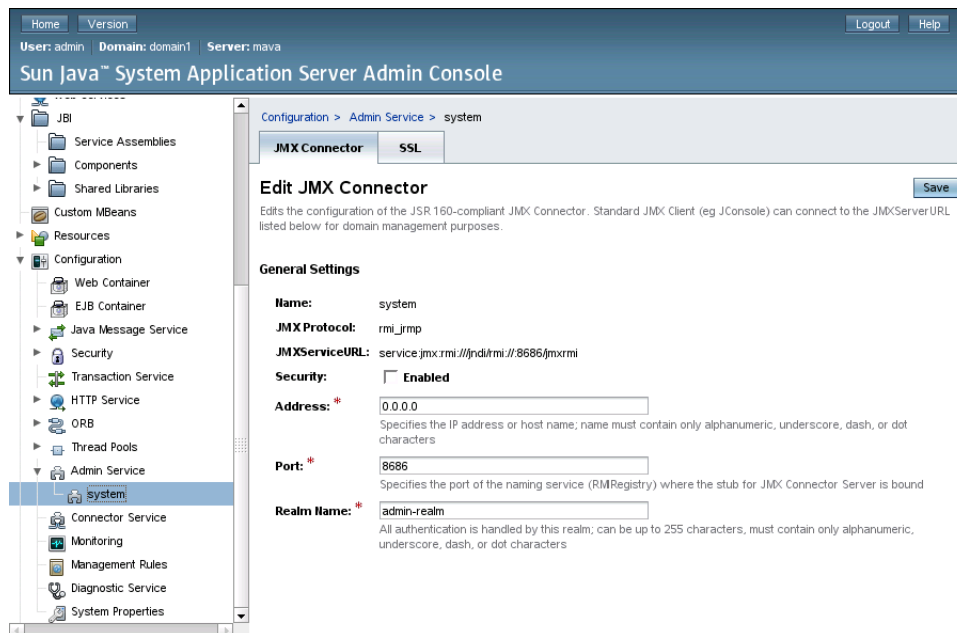 Home Version Logout Help
User: admin Domain: domain1 Server: mava
Sun Java™ System Application Server Admin Console
JBI
Service Assemblies
Components
Shared Libraries
Custom MBeans
Resources
Configuration
Web Container
EJB Container
Java Message Service
Security
Transaction Service
HTTP Service
ORB
Thread Pools
Admin Service
system
Connector Service
Monitoring
Management Rules
Diagnostic Service
System Properties
Configuration > Admin Service > system
JMX Connector SSL
Edit JMX Connector
Save
Edits the configuration of the JSR 160-compliant JMX Connector. Standard JMX Client (eg JConsole) can connect to the JMXServerURL
listed below for domain management purposes.
General Settings
Name: system
JMX Protocol: rmi_jrmp
JMXServiceURL: service:jmx:rmi:///jndi/rmi://:8686/jmxrmi
Security: Enabled
Address: * 0.0.0.0
Specifies the IP address or host name; name must contain only alphanumeric, underscore, dash, or dot
characters
Port: * 8686
Specifies the port of the naming service (RMIRegistry) where the stub for JMX Connector Server is bound
Realm Name: * admin-realm
All authentication is handled by this realm; can be up to 255 characters, must contain only alphanumeric,
underscore, dash, or dot characters